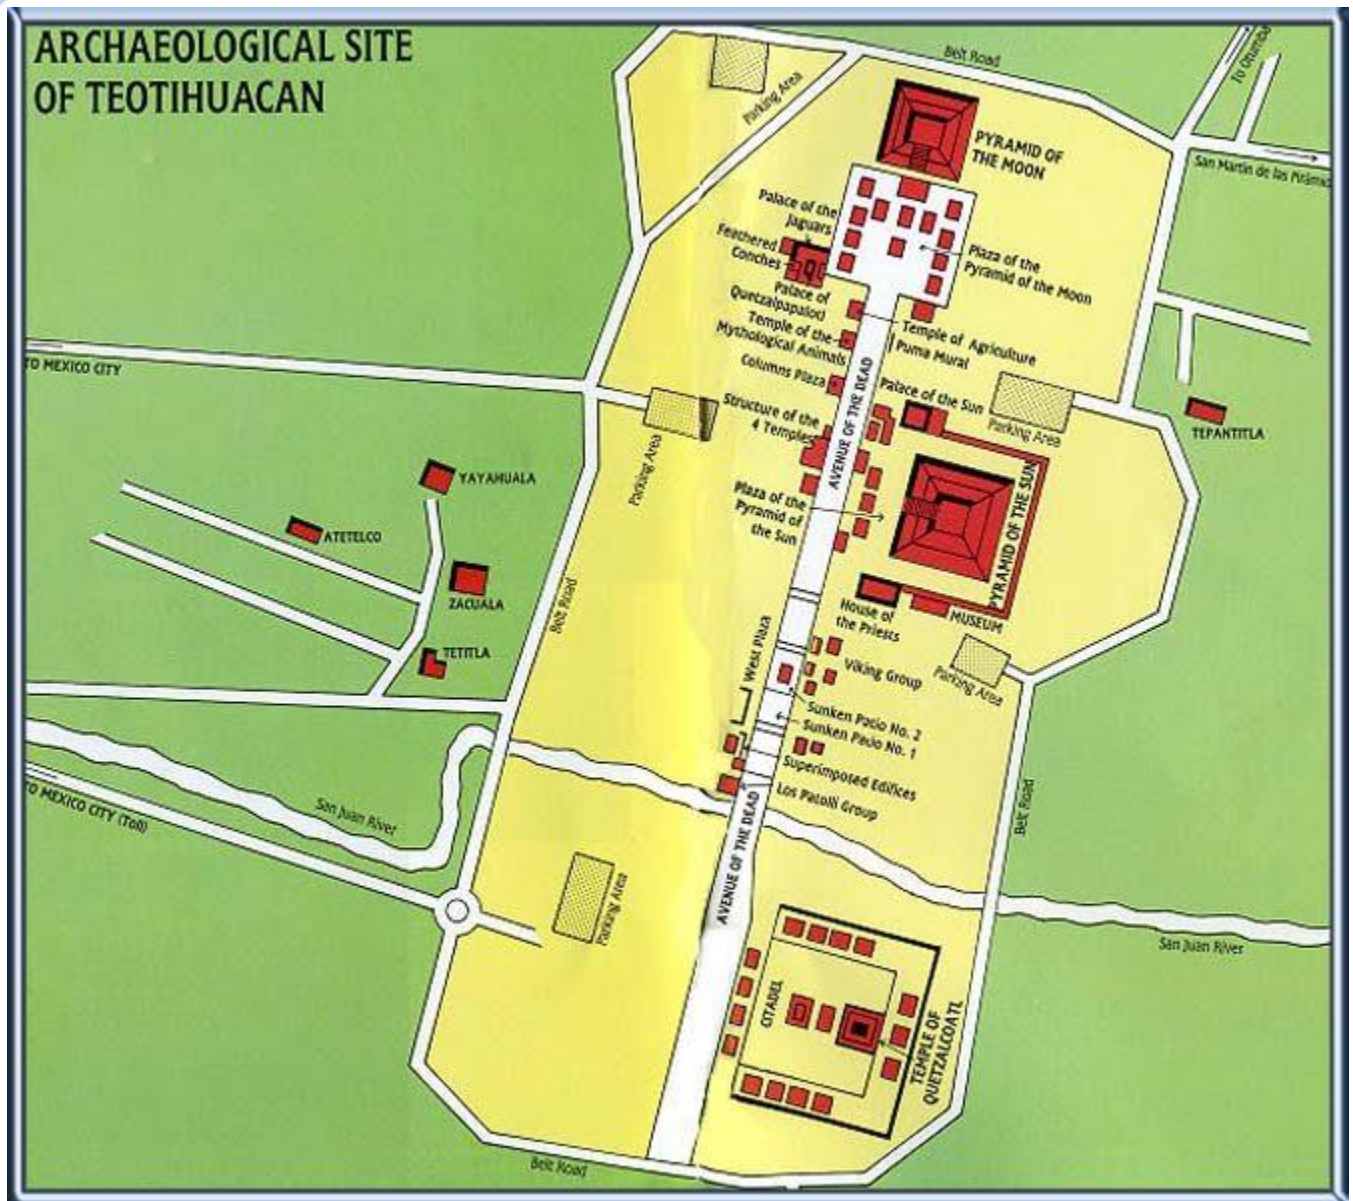 ARCHAEOLOGICAL SITE
OF TEOTIHUACAN
Belt Road
To Otumba
Parking Area
PYRAMID OF
THE MOON
San Martin de las Pirámid
Palace of the
Jaguars
Feathered
Conches
Plaza of the
Pyramid of the Moon
Palace of
Quetzalpapalotl
Temple of the
Mythological Animals
Temple of Agriculture
Puma Mural
TO MEXICO CITY
Columns Plaza
AVENUE OF THE DEAD
Palace of the Sun
Structure of the
4 Temples
Parking Area
TEPANTITLA
Parking Area
YAYAHUALA
Plaza of the
Pyramid of
the Sun
PYRAMID OF THE SUN
ATETELCO
ZACUALA
Belt Road
House of
the Priests
MUSEUM
TETITLA
West Plaza
Viking Group
Parking Area
Sunken Patio No. 2
Sunken Patio No. 1
Superimposed Edifices
Los Patolli Group
TO MEXICO CITY (Toll)
San Juan River
Belt Road
AVENUE OF THE DEAD
Parking Area
San Juan River
CITADEL
TEMPLE OF
QUETZALCOATL
Belt Road